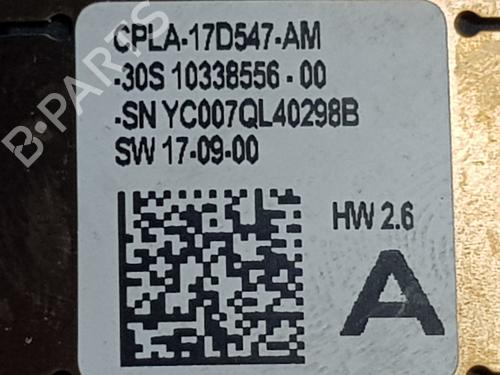 CPLA-17D547-AM
-30S 10338556 - 00
-SN YC007QL40298B
SW 17-09-00
HW 2.6
A
B-PARTS